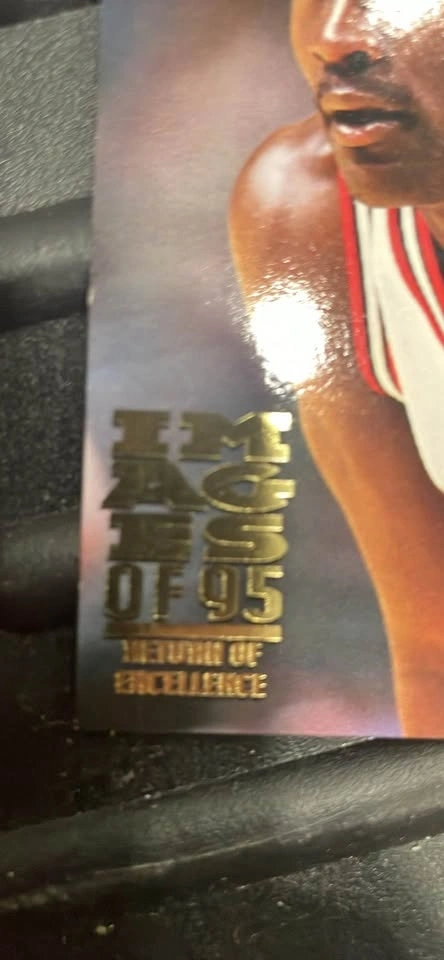 IM
AG
ES
OF 95
RETURN OF
EXCELLENCE